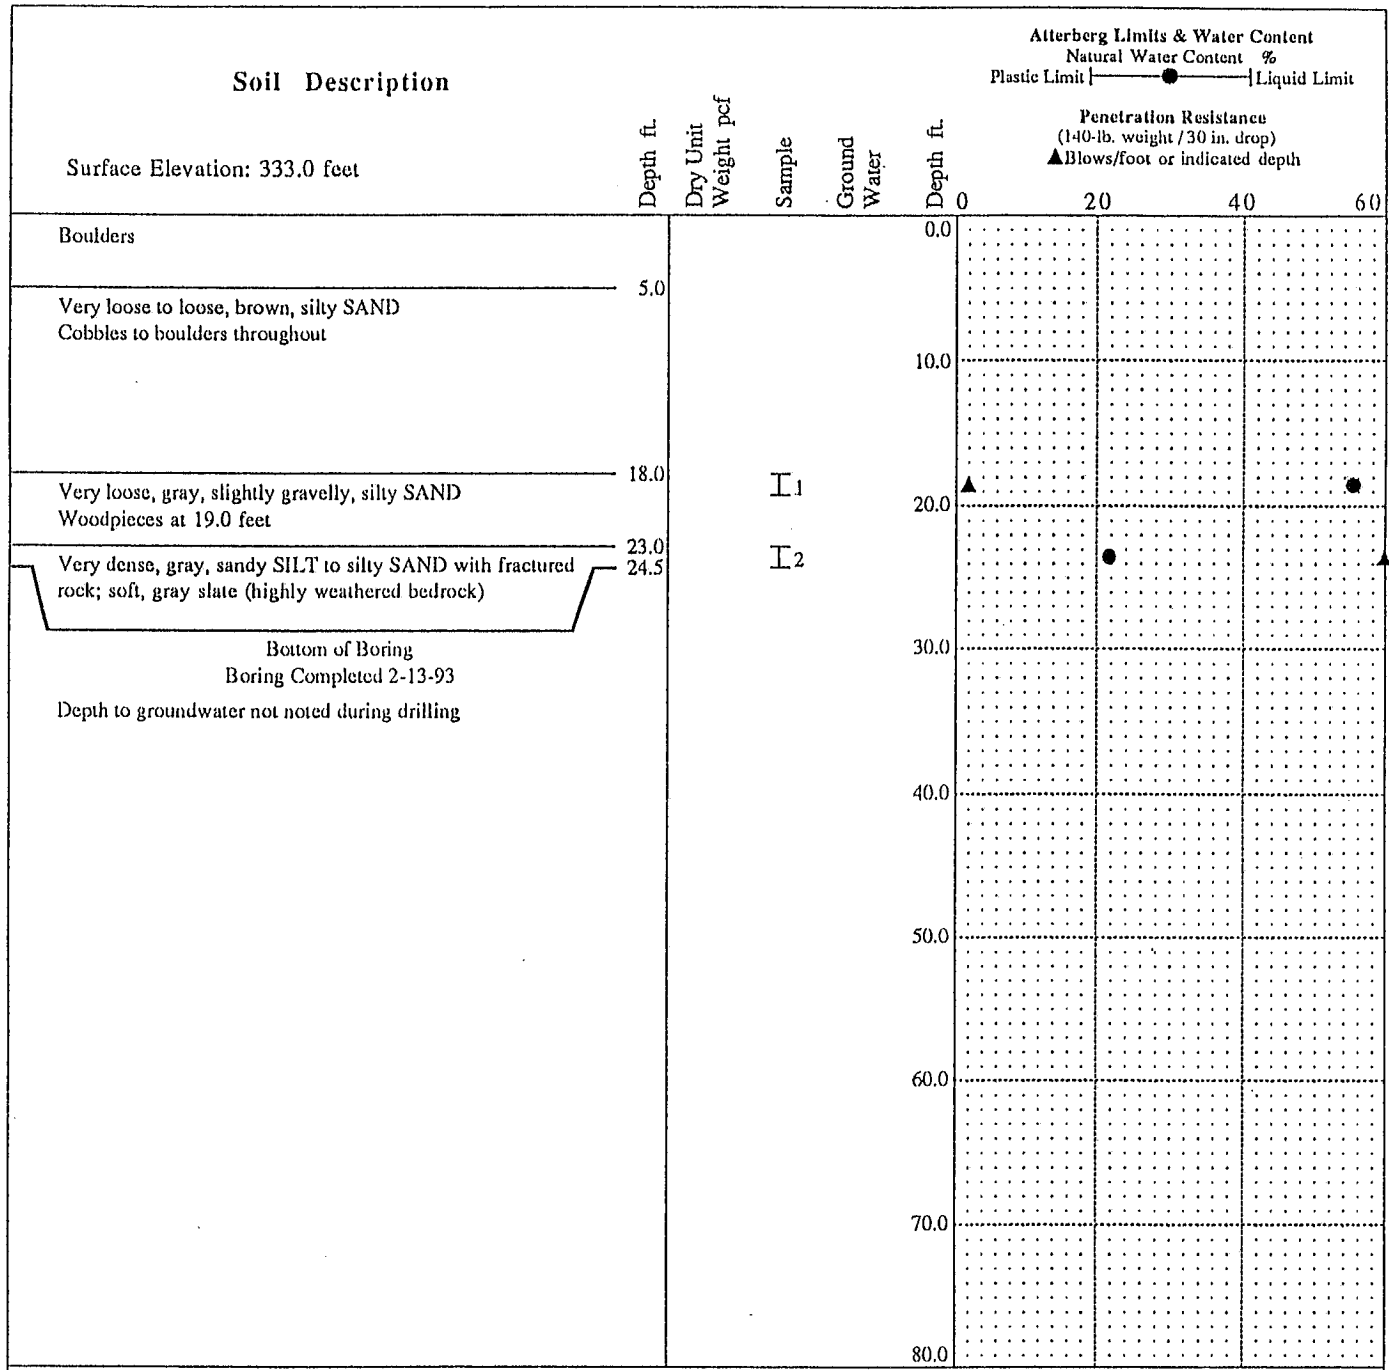 Atterberg Limits & Water Content
Natural Water Content %
Plastic Limit Liquid Limit
Soil Description
Penetration Resistance
(140-lb. weight / 30 in. drop)
▲Blows/foot or indicated depth
Surface Elevation: 333.0 feet
Depth ft.
Dry Unit
Weight pcf
Sample
Ground
Water
Depth ft.
0 20 40 60
Boulders
0.0
5.0
Very loose to loose, brown, silty SAND
Cobbles to boulders throughout
10.0
18.0
Very loose, gray, slightly gravelly, silty SAND
1
Woodpieces at 19.0 feet
20.0
23.0
Very dense, gray, sandy SILT to silty SAND with fractured
24.5
2
rock; soft, gray slate (highly weathered bedrock)
Bottom of Boring
30.0
Boring Completed 2-13-93
Depth to groundwater not noted during drilling
40.0
50.0
60.0
70.0
80.0